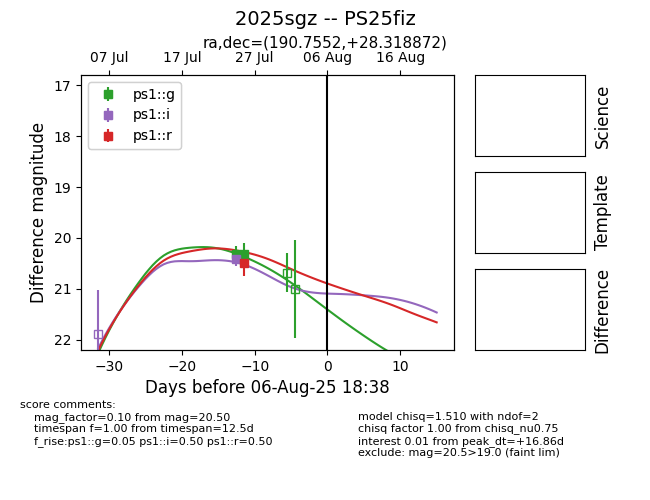 2025sgz -- PS25fiz
ra,dec=(190.7552,+28.318872)
07 Jul 17 Jul 27 Jul 06 Aug 16 Aug
ps1::g
ps1::i
ps1::r
17
18
19
20
21
22
Difference magnitude
−30 −20 −10 0 10
Days before 06-Aug-25 18:38
Science
Template
Difference
score comments:
mag_factor=0.10 from mag=20.50
timespan f=1.00 from timespan=12.5d
f_rise:ps1::g=0.05 ps1::i=0.50 ps1::r=0.50
model chisq=1.510 with ndof=2
chisq factor 1.00 from chisq_nu0.75
interest 0.01 from peak_dt=+16.86d
exclude: mag=20.5>19.0 (faint lim)